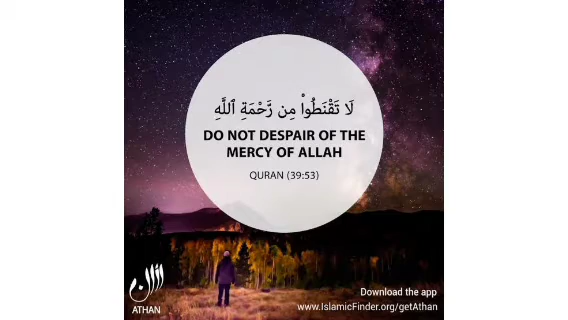 لَا تَقْنَطُوا۟ مِن رَّحْمَةِ ٱللَّهِ
DO NOT DESPAIR OF THE
MERCY OF ALLAH
QURAN (39:53)
أذان
ATHAN
Download the app
www.IslamicFinder.org/getAthan